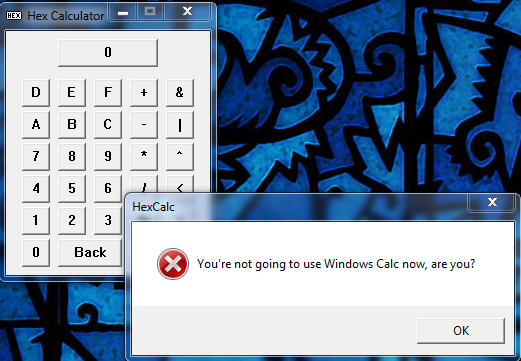 HEX Hex Calculator
0
D E F + &
A B C - |
7 8 9 * ^
4 5 6 / <
1 2 3
0 Back
HexCalc
You're not going to use Windows Calc now, are you?
OK